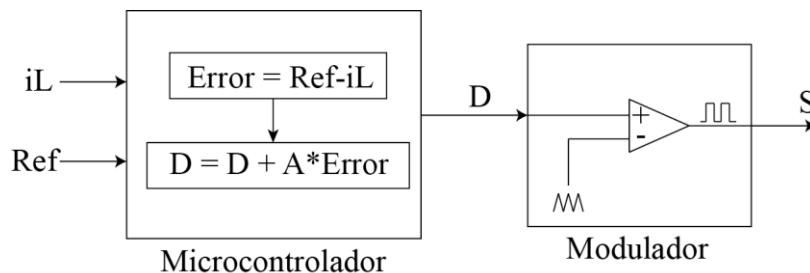 iL
Ref
Error = Ref-iL
D = D + A*Error
Microcontrolador
D
+
-
Modulador
S